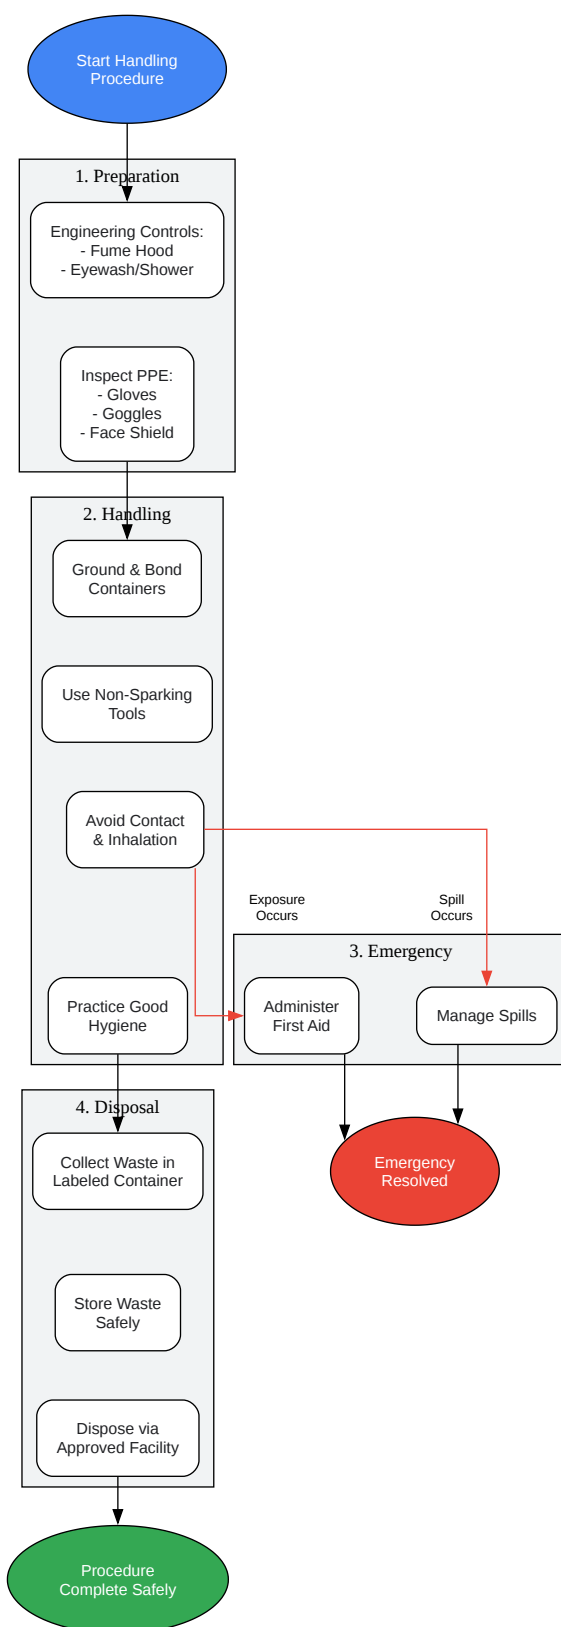 Start Handling
Procedure
1. Preparation
Engineering Controls:
- Fume Hood
- Eyewash/Shower
Inspect PPE:
- Gloves
- Goggles
- Face Shield
2. Handling
Ground & Bond
Containers
Use Non-Sparking
Tools
Avoid Contact
& Inhalation
Exposure
Occurs
Spill
Occurs
3. Emergency
Practice Good
Hygiene
Administer
First Aid
Manage Spills
4. Disposal
Collect Waste in
Labeled Container
Emergency
Resolved
Store Waste
Safely
Dispose via
Approved Facility
Procedure
Complete Safely